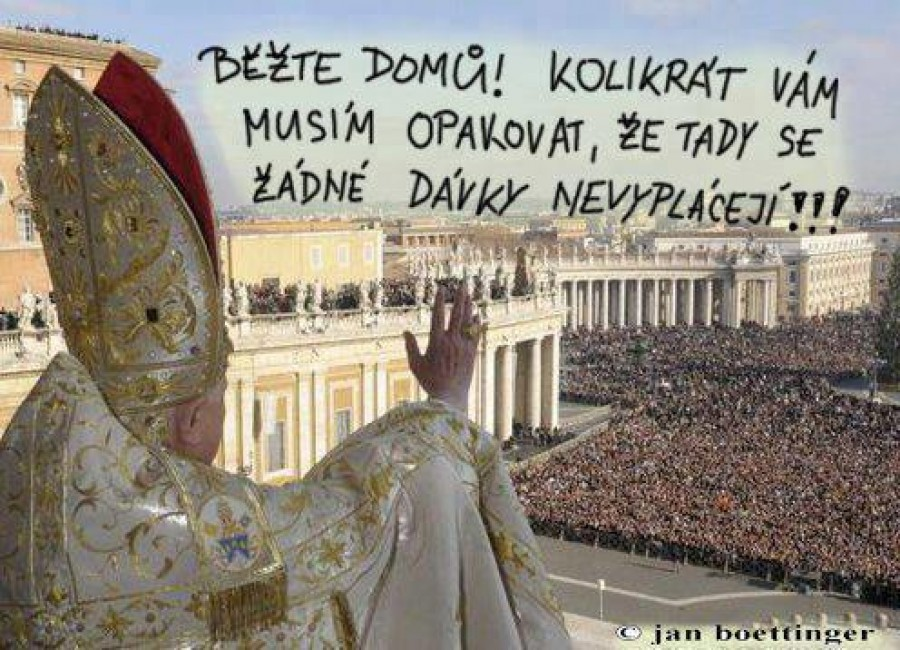 BĚŽTE DOMŮ! KOLIKRÁT VÁM
MUSÍM OPAKOVAT, ŽE TADY SE
ŽÁDNÉ DÁVKY NEVYPLÁCEJÍ!!!
© jan boettinger